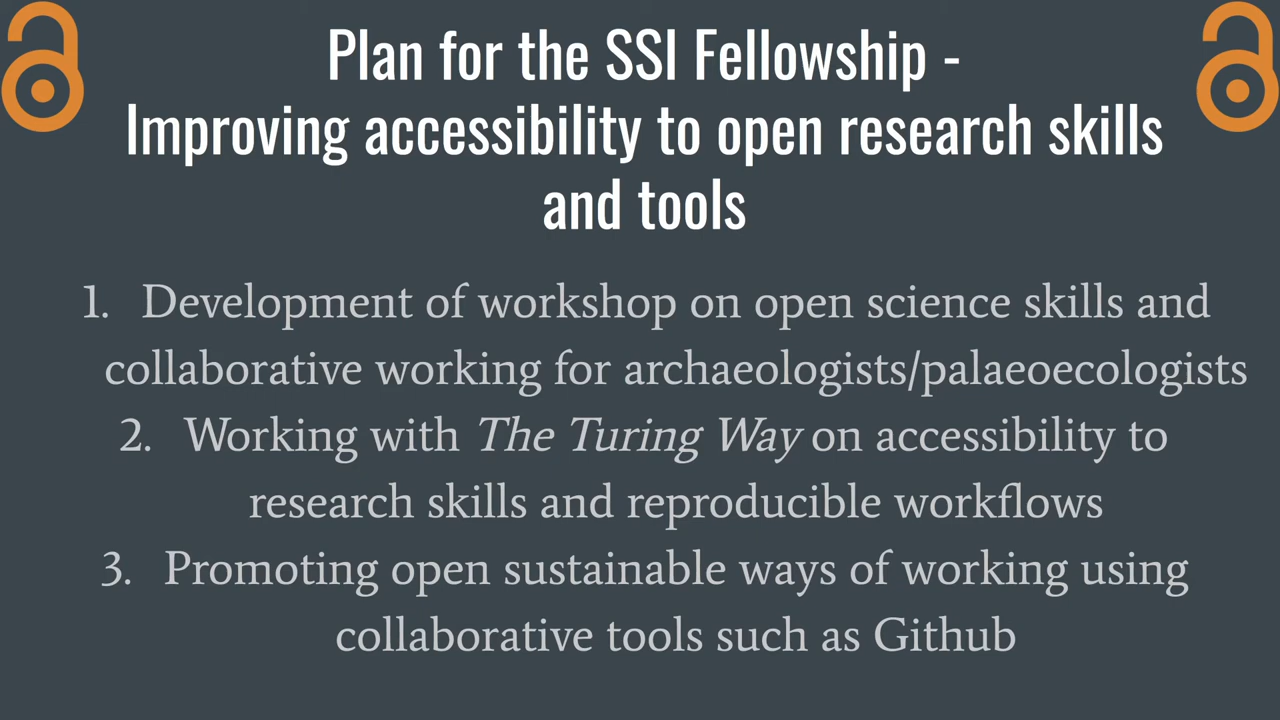 Plan for the SSI Fellowship -
Improving accessibility to open research skills
and tools
1. Development of workshop on open science skills and
collaborative working for archaeologists/palaeoecologists
2. Working with The Turing Way on accessibility to
research skills and reproducible workflows
3. Promoting open sustainable ways of working using
collaborative tools such as Github